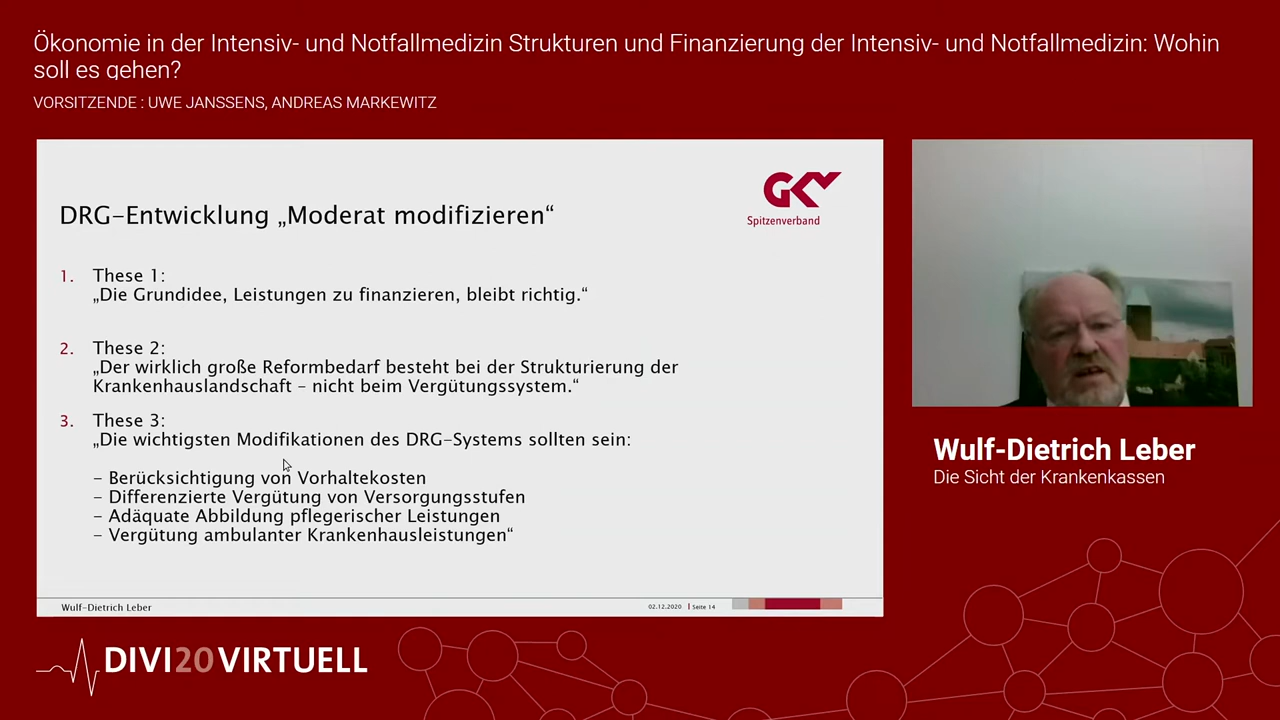 Ökonomie in der Intensiv- und Notfallmedizin Strukturen und Finanzierung der Intensiv- und Notfallmedizin: Wohin
soll es gehen?
VORSITZENDE : UWE JANSSENS, ANDREAS MARKEWITZ
GKV
Spitzenverband
DRG-Entwicklung „Moderat modifizieren“
1. These 1:
„Die Grundidee, Leistungen zu finanzieren, bleibt richtig.“
2. These 2:
„Der wirklich große Reformbedarf besteht bei der Strukturierung der
Krankenhauslandschaft – nicht beim Vergütungssystem.“
3. These 3:
„Die wichtigsten Modifikationen des DRG-Systems sollten sein:
– Berücksichtigung von Vorhaltekosten
– Differenzierte Vergütung von Versorgungsstufen
– Adäquate Abbildung pflegerischer Leistungen
– Vergütung ambulanter Krankenhausleistungen“
Wulf-Dietrich Leber
02.12.2020 | Seite 14
Wulf-Dietrich Leber
Die Sicht der Krankenkassen
DIVI20VIRTUELL